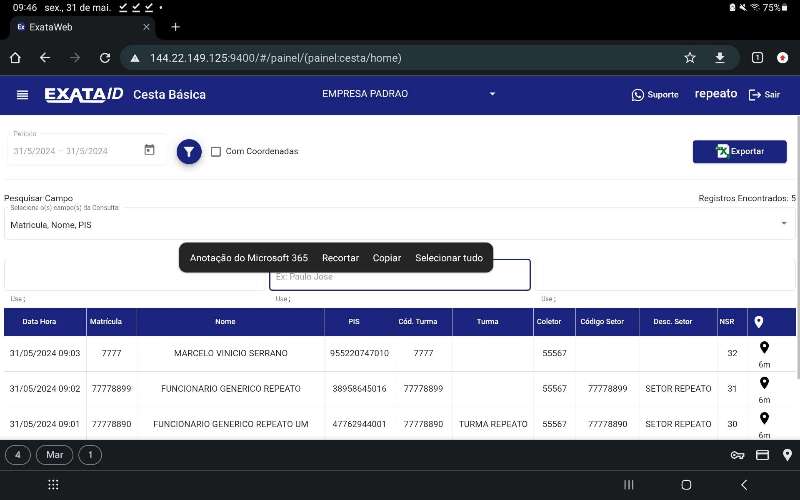 09:46 sex., 31 de mai. 75%
Ex ExataWeb
144.22.149.125:9400/#/painel/(painel:cesta/home) 1
EXATA/D Cesta Básica EMPRESA PADRAO Suporte repeato Sair
Período
31/5/2024 – 31/5/2024 Com Coordenadas Exportar
Pesquisar Campo Registros Encontrados: 5
Selecione o(s) campo(s) da Consulta
Matricula, Nome, PIS
Anotação do Microsoft 365 Recortar Copiar Selecionar tudo
Ex: Paulo Jose
Use ; Use ; Use ;
Data Hora Matrícula Nome PIS Cód. Turma Turma Coletor Código Setor Desc. Setor NSR
31/05/2024 09:03 7777 MARCELO VINICIO SERRANO 955220747010 7777 55567 32 6m
31/05/2024 09:02 77778899 FUNCIONARIO GENERICO REPEATO 38958645016 77778899 55567 77778899 SETOR REPEATO 31 6m
31/05/2024 09:01 77778890 FUNCIONARIO GENERICO REPEATO UM 47762944001 77778890 TURMA REPEATO 55567 77778890 SETOR REPEATO 30 6m
4 Mar 1